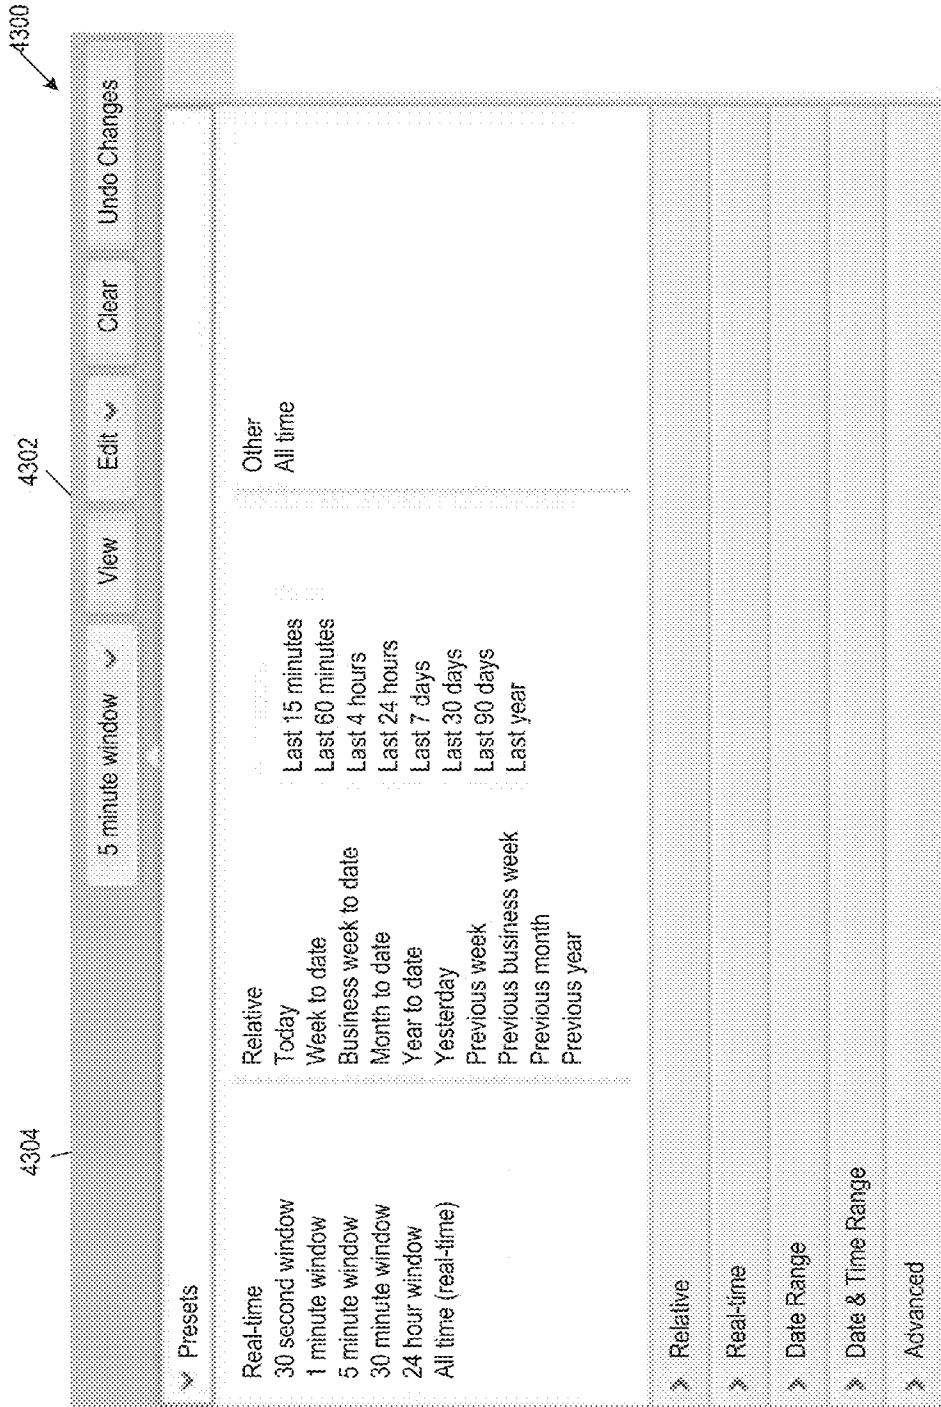 4300
4302
4304
5 minute window
View
Edit
Clear
Undo Changes
Presets
Real-time
30 second window
1 minute window
5 minute window
30 minute window
24 hour window
All time (real-time)
Relative
Today
Week to date
Business week to date
Month to date
Year to date
Yesterday
Previous week
Previous business week
Previous month
Previous year
Last 15 minutes
Last 60 minutes
Last 4 hours
Last 24 hours
Last 7 days
Last 30 days
Last 90 days
Last year
Other
All time
Relative
Real-time
Date Range
Date & Time Range
Advanced